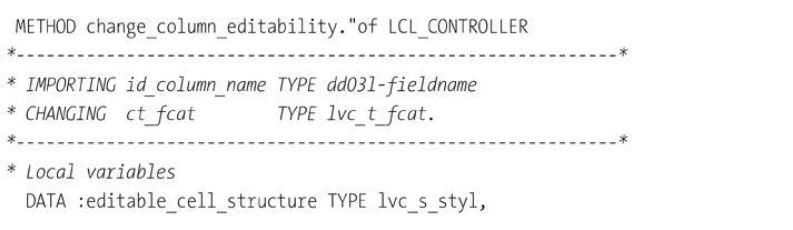 METHOD change_column_editability."of LCL_CONTROLLER
*------------------------------------------------------------*
* IMPORTING id_column_name TYPE dd03l-fieldname
* CHANGING  ct_fcat        TYPE lvc_t_fcat.
*------------------------------------------------------------*
* Local variables
  DATA :editable_cell_structure TYPE lvc_s_styl,